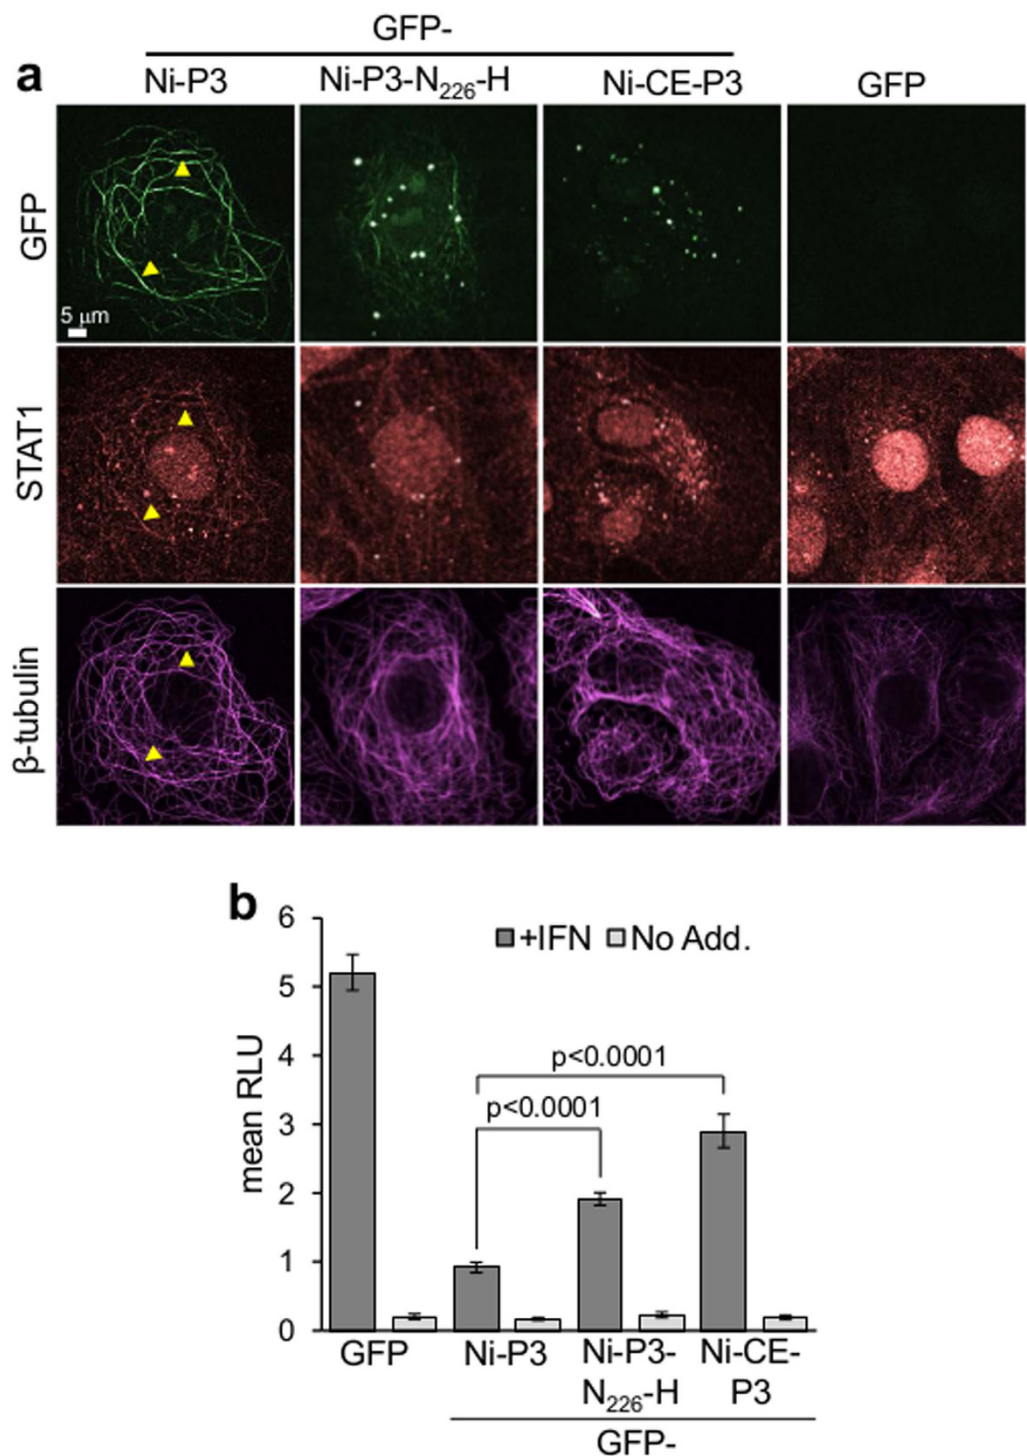 GFP-
a
Ni-P3 Ni-P3-N₂₂₆-H Ni-CE-P3 GFP
GFP
5 μm
STAT1
β-tubulin
b
6
+IFN No Add.
5
4
p<0.0001
p<0.0001
3
2
1
0
mean RLU
GFP Ni-P3 Ni-P3- Ni-CE-
N₂₂₆-H P3
GFP-